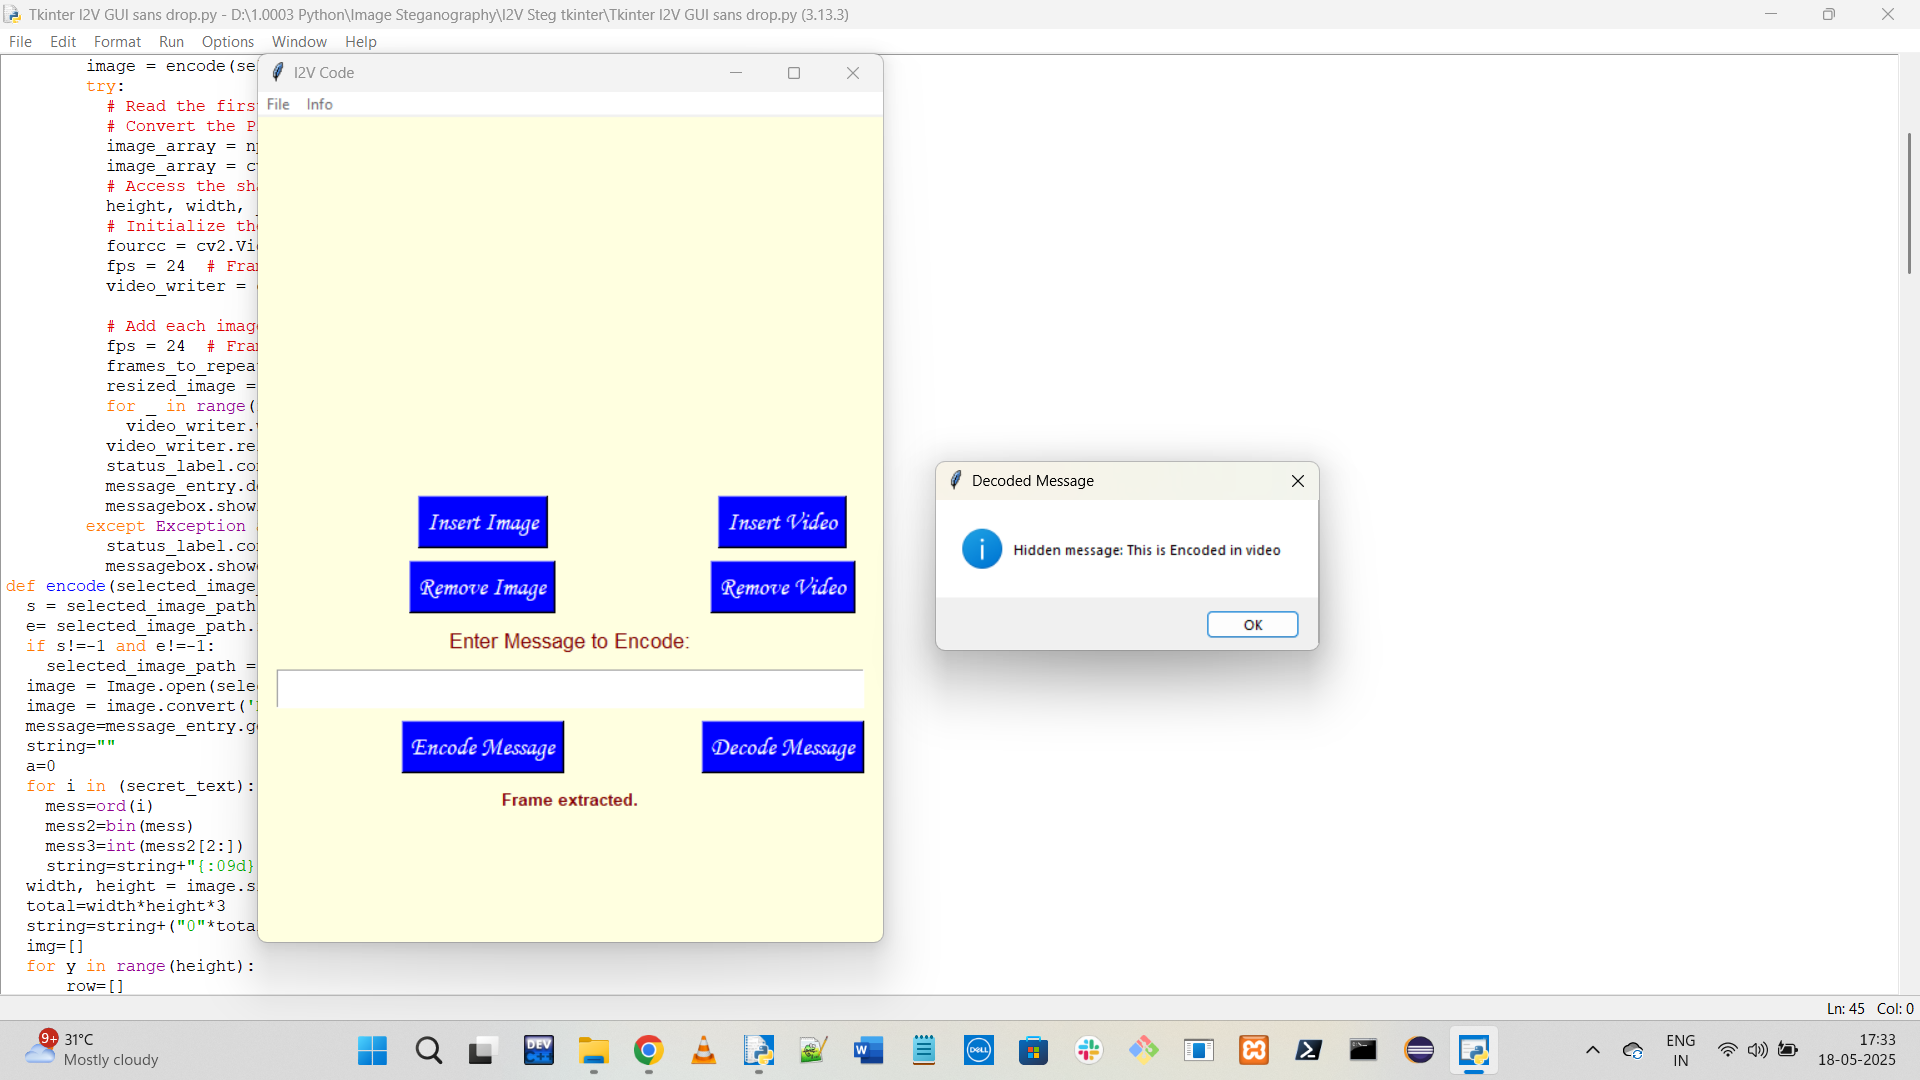 Tkinter I2V GUI sans drop.py - D:\1.0003 Python\Image Steganography\I2V Steg tkinter\Tkinter I2V GUI sans drop.py (3.13.3)
File Edit Format Run Options Window Help
image = encode(se
try:
# Read the firs
# Convert the P
image_array = n
image_array = c
# Access the sh
height, width, _
# Initialize th
fourcc = cv2.Vi
fps = 24  # Fra
video_writer =
# Add each imag
fps = 24  # Fra
frames_to_repea
resized_image =
for _ in range(
video_writer.
video_writer.re
status_label.co
message_entry.d
messagebox.show
except Exception
status_label.co
messagebox.show
def encode(selected_image_
s = selected_image_path
e= selected_image_path.
if s!=-1 and e!=-1:
selected_image_path =
image = Image.open(sele
image = image.convert('
message=message_entry.g
string=""
a=0
for i in (secret_text):
mess=ord(i)
mess2=bin(mess)
mess3=int(mess2[2:])
string=string+"{:09d}
width, height = image.s
total=width*height*3
string=string+("0"*tota
img=[]
for y in range(height):
row=[]
I2V Code
File Info
Insert Image
Insert Video
Remove Image
Remove Video
Enter Message to Encode:
Encode Message
Decode Message
Frame extracted.
Decoded Message
Hidden message: This is Encoded in video
OK
Ln: 45 Col: 0
9+
31°C
Mostly cloudy
DEV C++
DELL
ENG
IN
17:33
18-05-2025